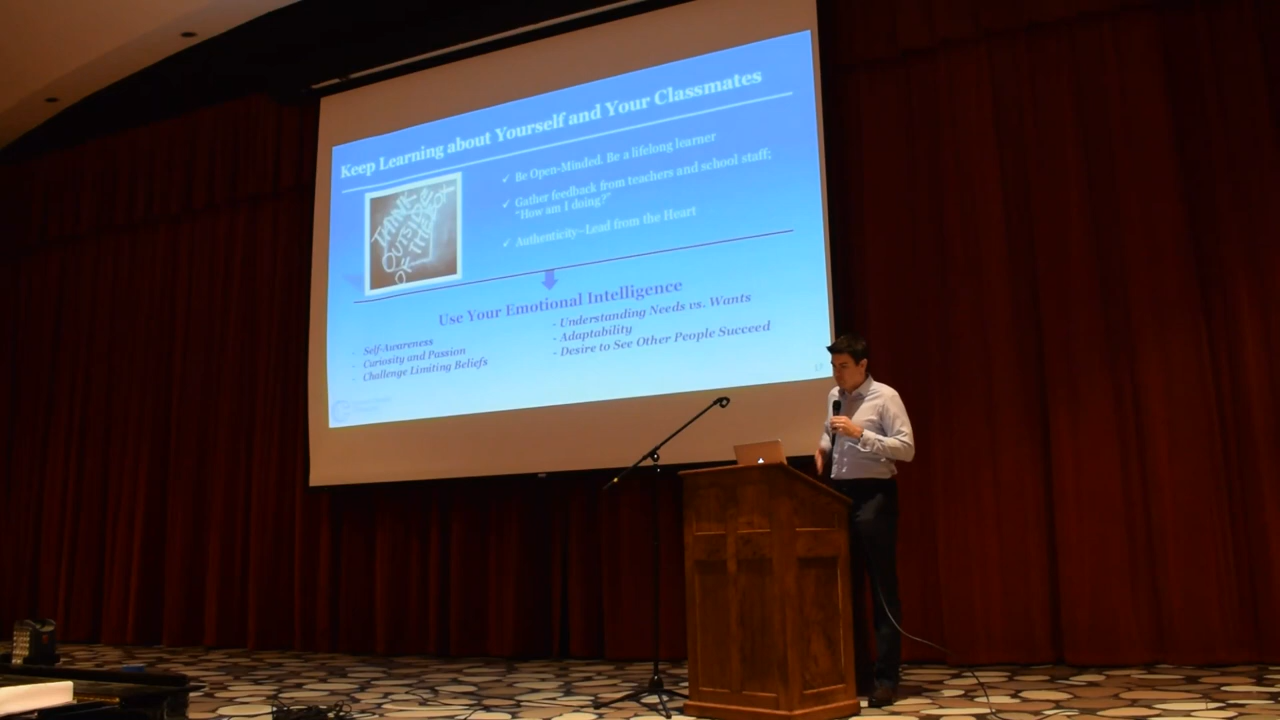 Keep Learning about Yourself and Your Classmates
THINK
OUTSIDE
OF THE BOX
✓ Be Open-Minded. Be a lifelong learner
✓ Gather feedback from teachers and school staff;
"How am I doing?"
✓ Authenticity–Lead from the Heart
Use Your Emotional Intelligence
- Self-Awareness
- Curiosity and Passion
- Challenge Limiting Beliefs
- Understanding Needs vs. Wants
- Adaptability
- Desire to See Other People Succeed
17